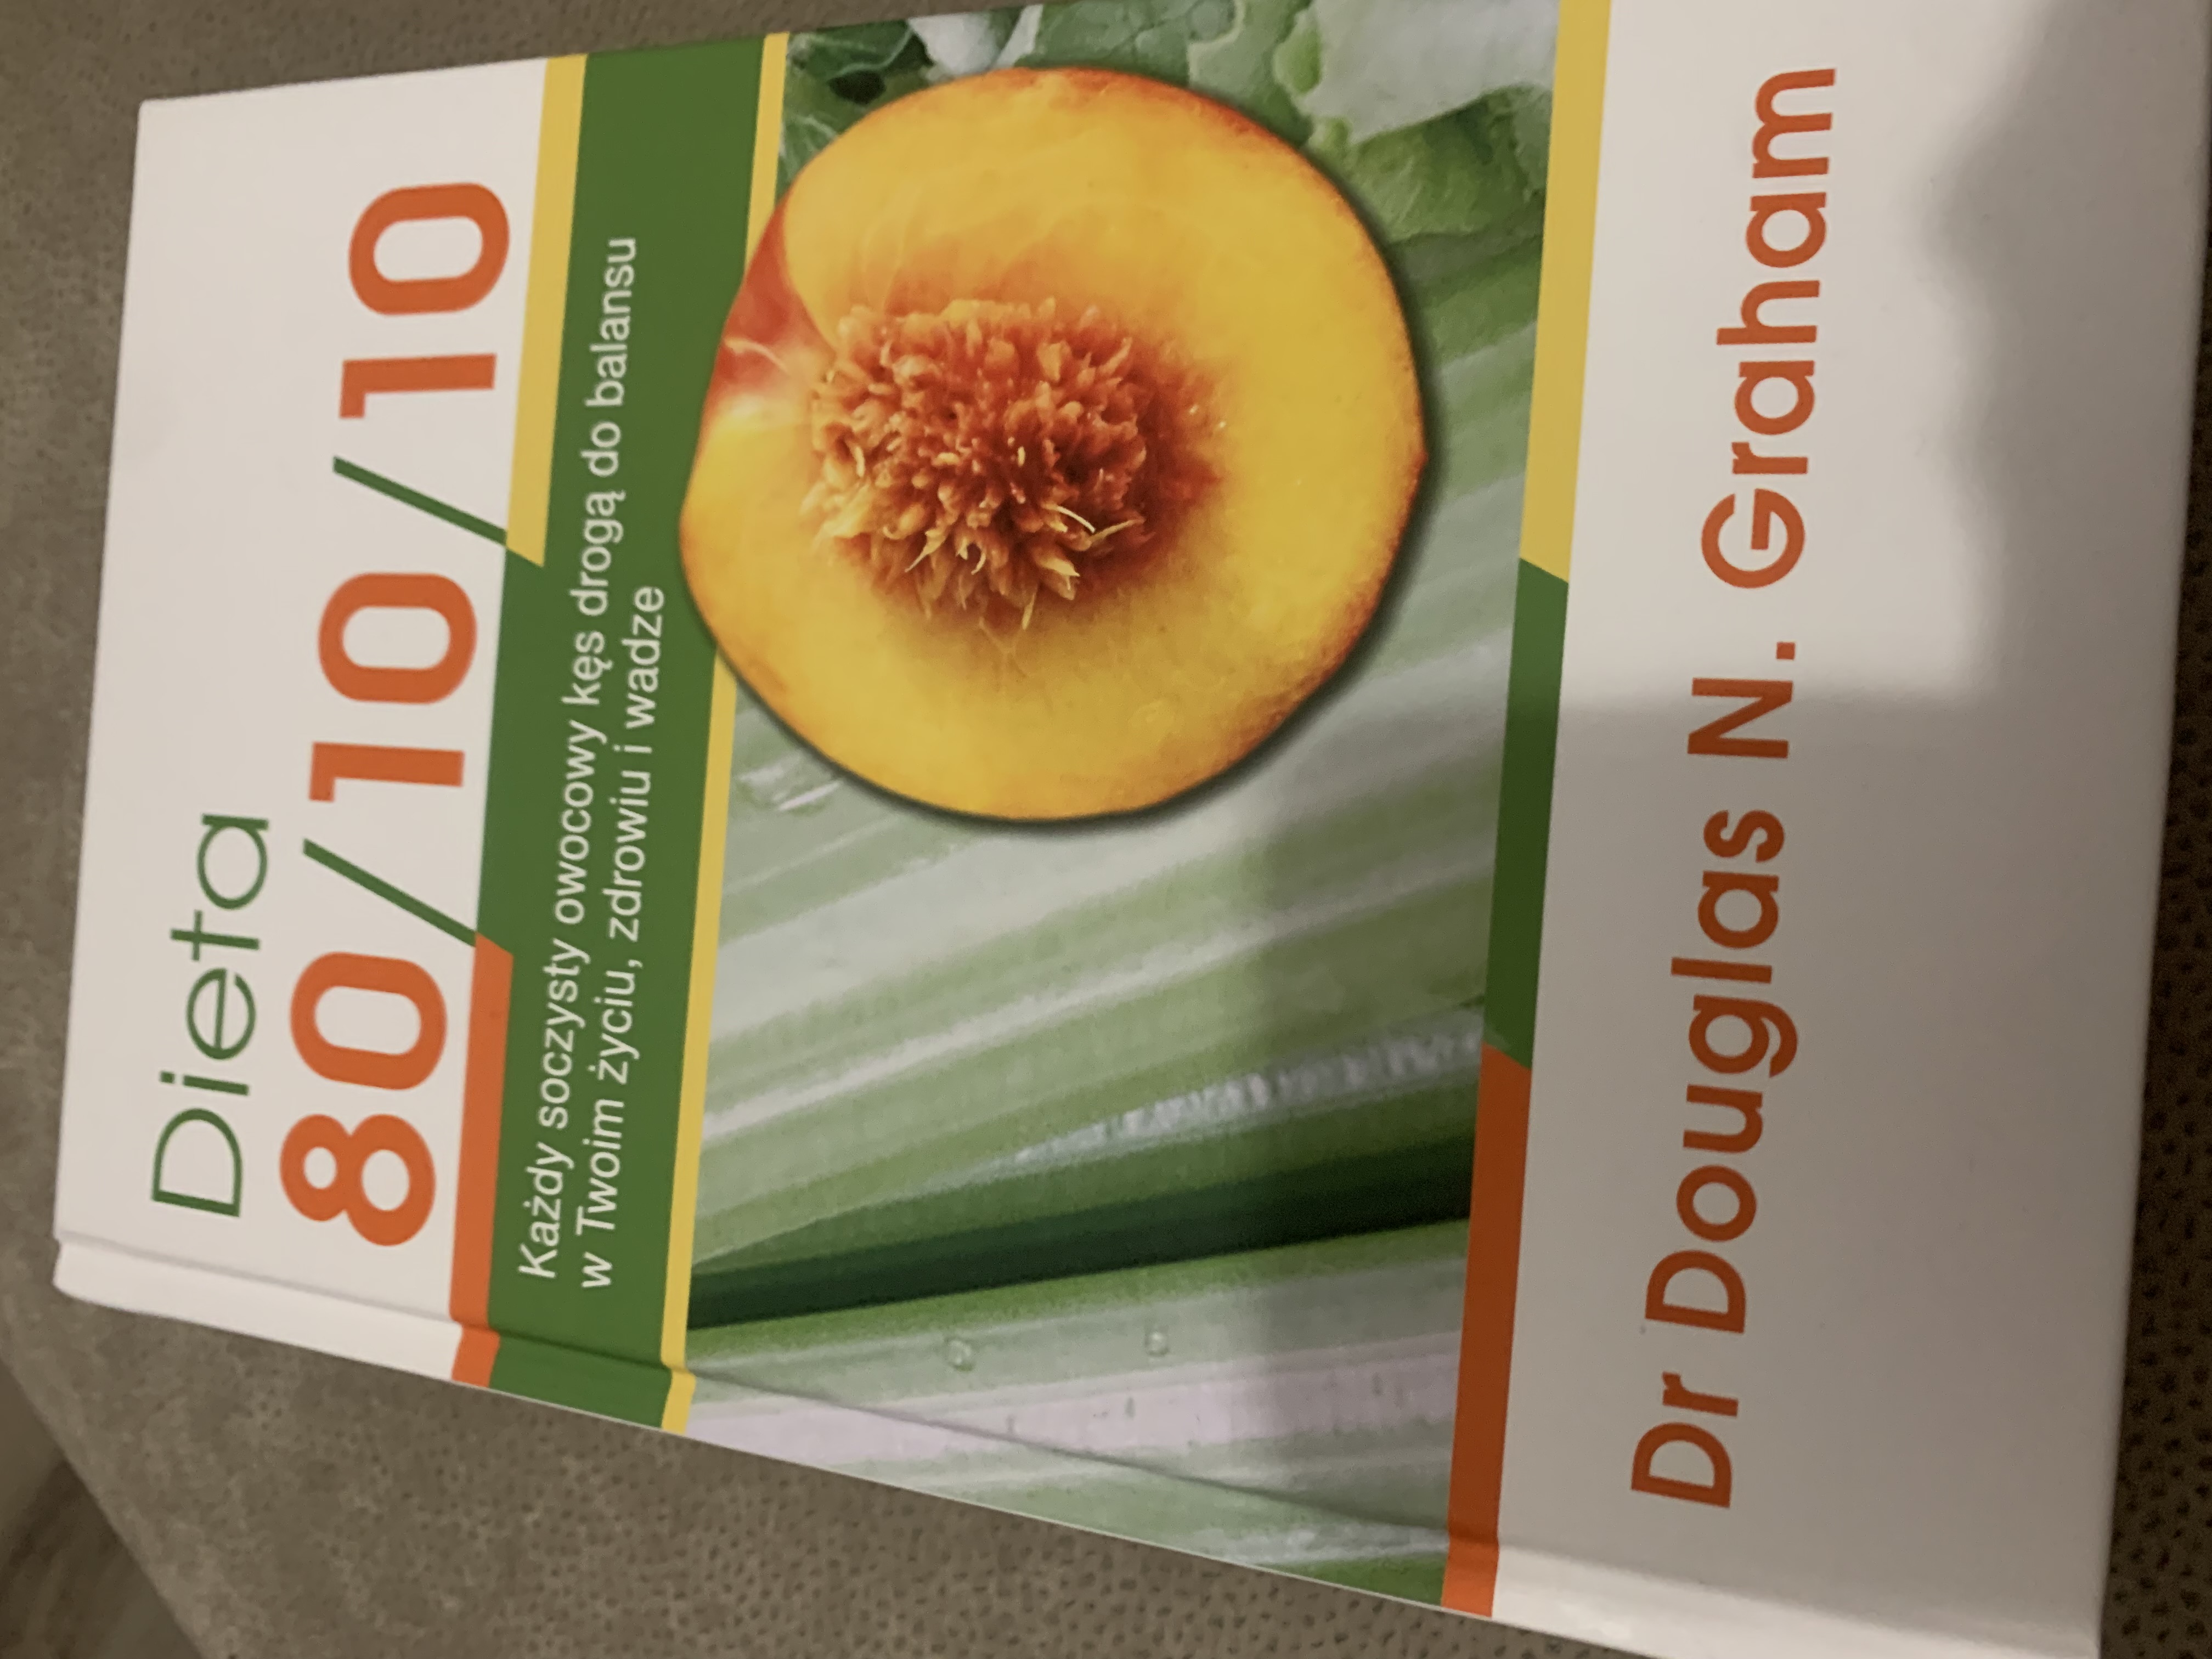 Dieta
80/10/10
Każdy soczysty owocowy kęs drogą do balansu
w Twoim życiu, zdrowiu i wadze
Dr Douglas N. Graham